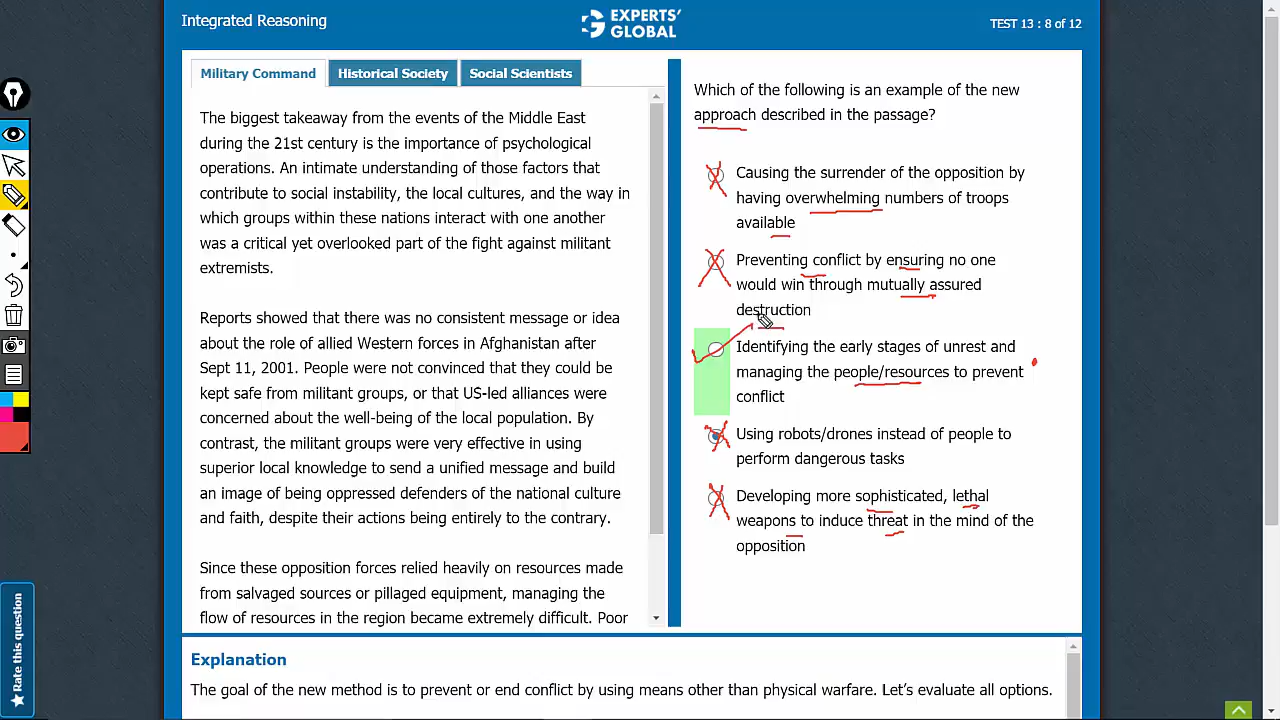 Integrated Reasoning
EXPERTS'
GLOBAL
TEST 13 : 8 of 12
Military Command
Historical Society
Social Scientists
The biggest takeaway from the events of the Middle East
during the 21st century is the importance of psychological
operations. An intimate understanding of those factors that
contribute to social instability, the local cultures, and the way in
which groups within these nations interact with one another
was a critical yet overlooked part of the fight against militant
extremists.
Reports showed that there was no consistent message or idea
about the role of allied Western forces in Afghanistan after
Sept 11, 2001. People were not convinced that they could be
kept safe from militant groups, or that US-led alliances were
concerned about the well-being of the local population. By
contrast, the militant groups were very effective in using
superior local knowledge to send a unified message and build
an image of being oppressed defenders of the national culture
and faith, despite their actions being entirely to the contrary.
Since these opposition forces relied heavily on resources made
from salvaged sources or pillaged equipment, managing the
flow of resources in the region became extremely difficult. Poor
Which of the following is an example of the new
approach described in the passage?
Causing the surrender of the opposition by
having overwhelming numbers of troops
available
Preventing conflict by ensuring no one
would win through mutually assured
destruction
Identifying the early stages of unrest and
managing the people/resources to prevent
conflict
Using robots/drones instead of people to
perform dangerous tasks
Developing more sophisticated, lethal
weapons to induce threat in the mind of the
opposition
Explanation
The goal of the new method is to prevent or end conflict by using means other than physical warfare. Let's evaluate all options.
Rate this question